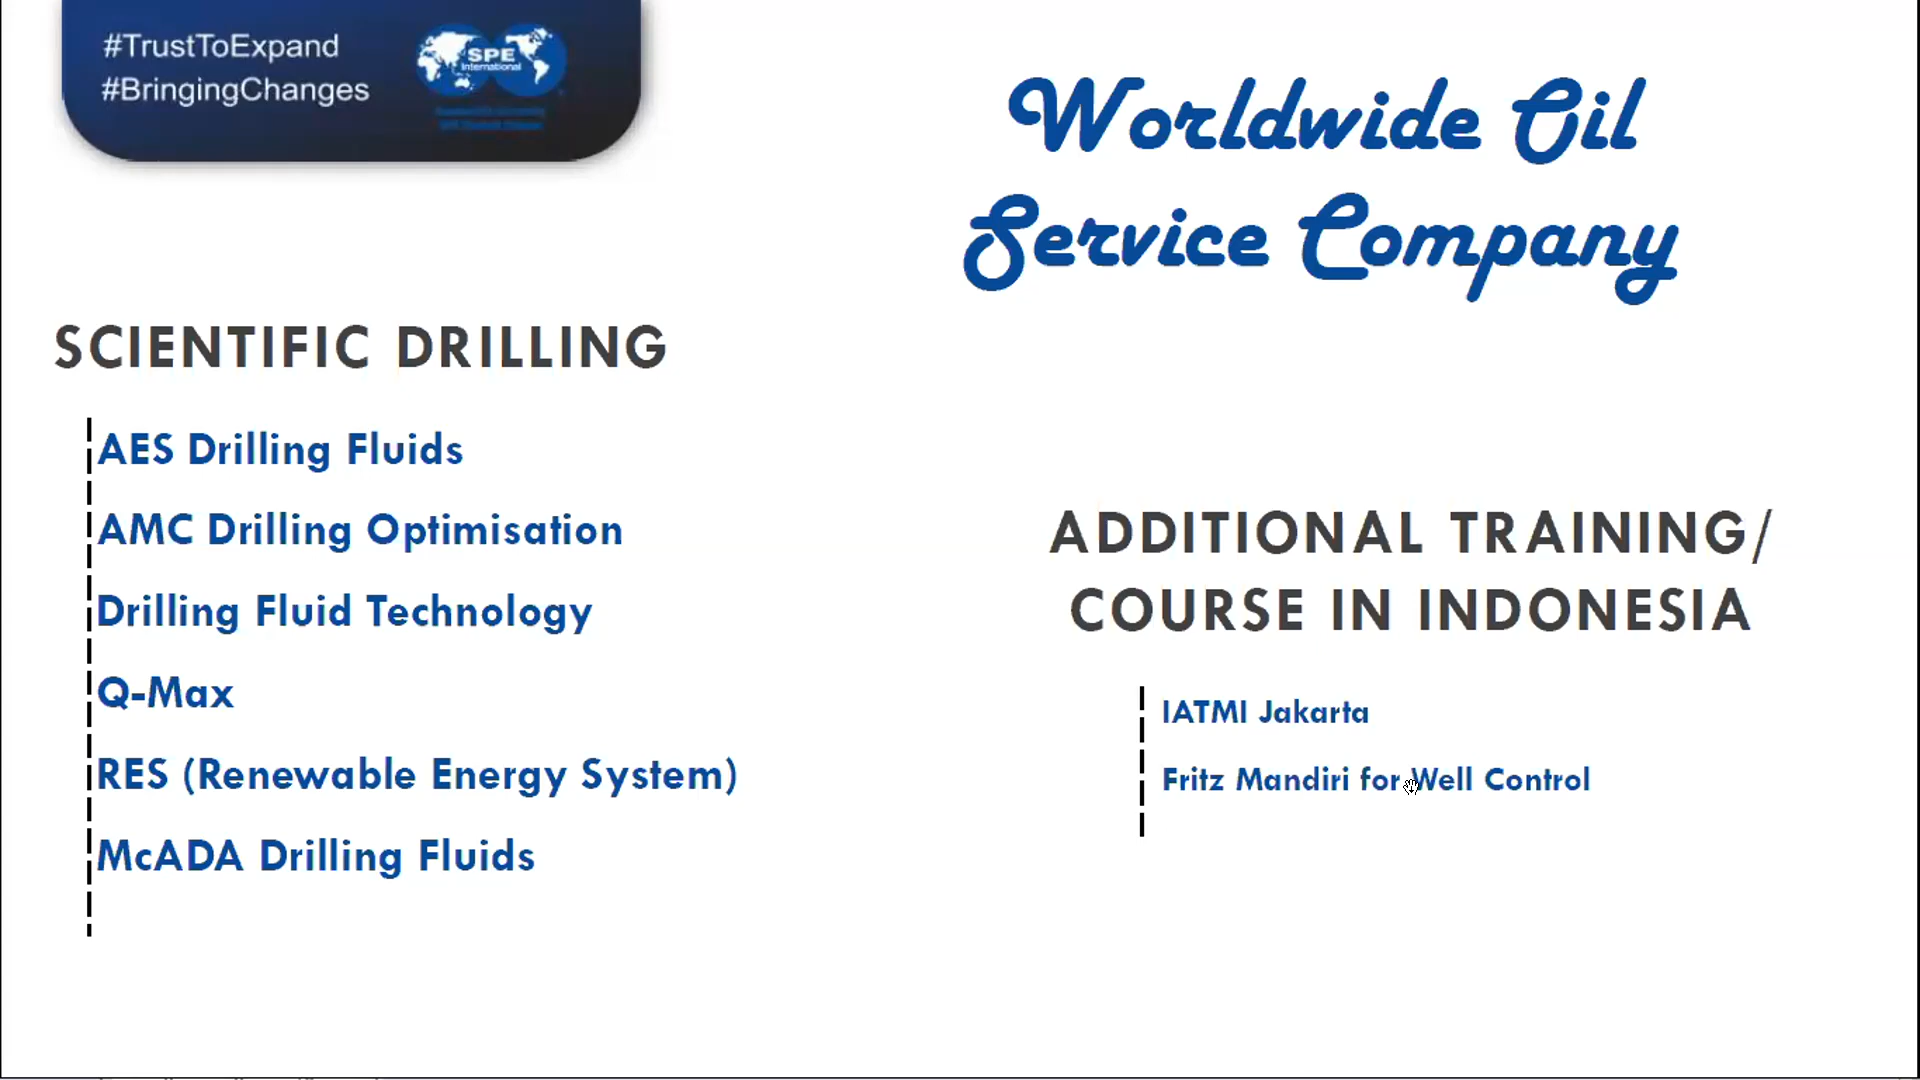 #TrustToExpand
#BringingChanges
SPE
International
Worldwide Oil
Service Company
SCIENTIFIC DRILLING
AES Drilling Fluids
AMC Drilling Optimisation
Drilling Fluid Technology
Q-Max
RES (Renewable Energy System)
McADA Drilling Fluids
ADDITIONAL TRAINING/
COURSE IN INDONESIA
IATMI Jakarta
Fritz Mandiri for Well Control